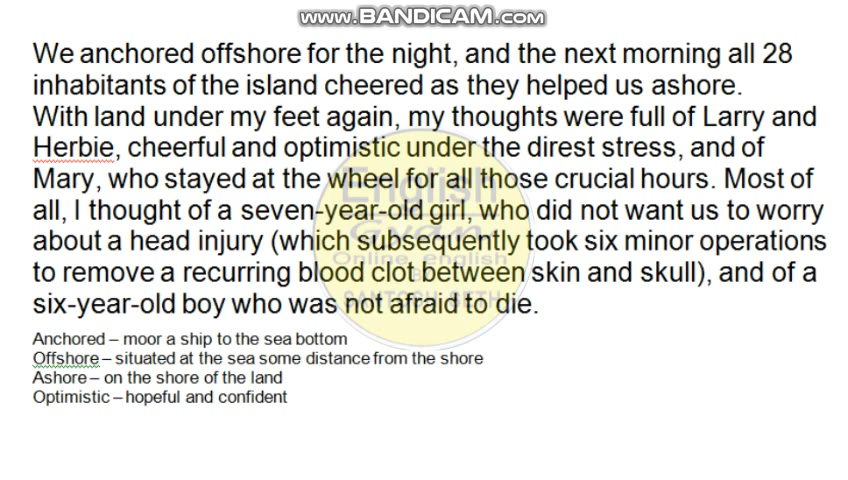 www.BANDICAM.com
We anchored offshore for the night, and the next morning all 28
inhabitants of the island cheered as they helped us ashore.
With land under my feet again, my thoughts were full of Larry and
Herbie, cheerful and optimistic under the direst stress, and of
Mary, who stayed at the wheel for all those crucial hours. Most of
all, I thought of a seven-year-old girl, who did not want us to worry
about a head injury (which subsequently took six minor operations
to remove a recurring blood clot between skin and skull), and of a
six-year-old boy who was not afraid to die.
English
Gyan
Online english
BY
SANTOSH SETHI
Anchored – moor a ship to the sea bottom
Offshore – situated at the sea some distance from the shore
Ashore – on the shore of the land
Optimistic – hopeful and confident